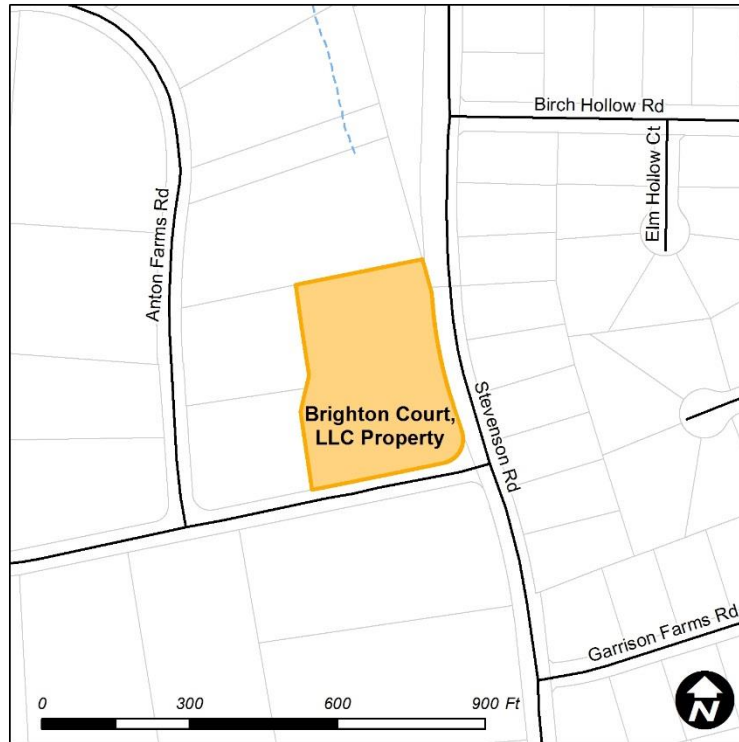 Birch Hollow Rd
Elm Hollow Ct
Anton Farms Rd
Brighton Court,
LLC Property
Stevenson Rd
Garrison Farms Rd
0 300 600 900 Ft
N